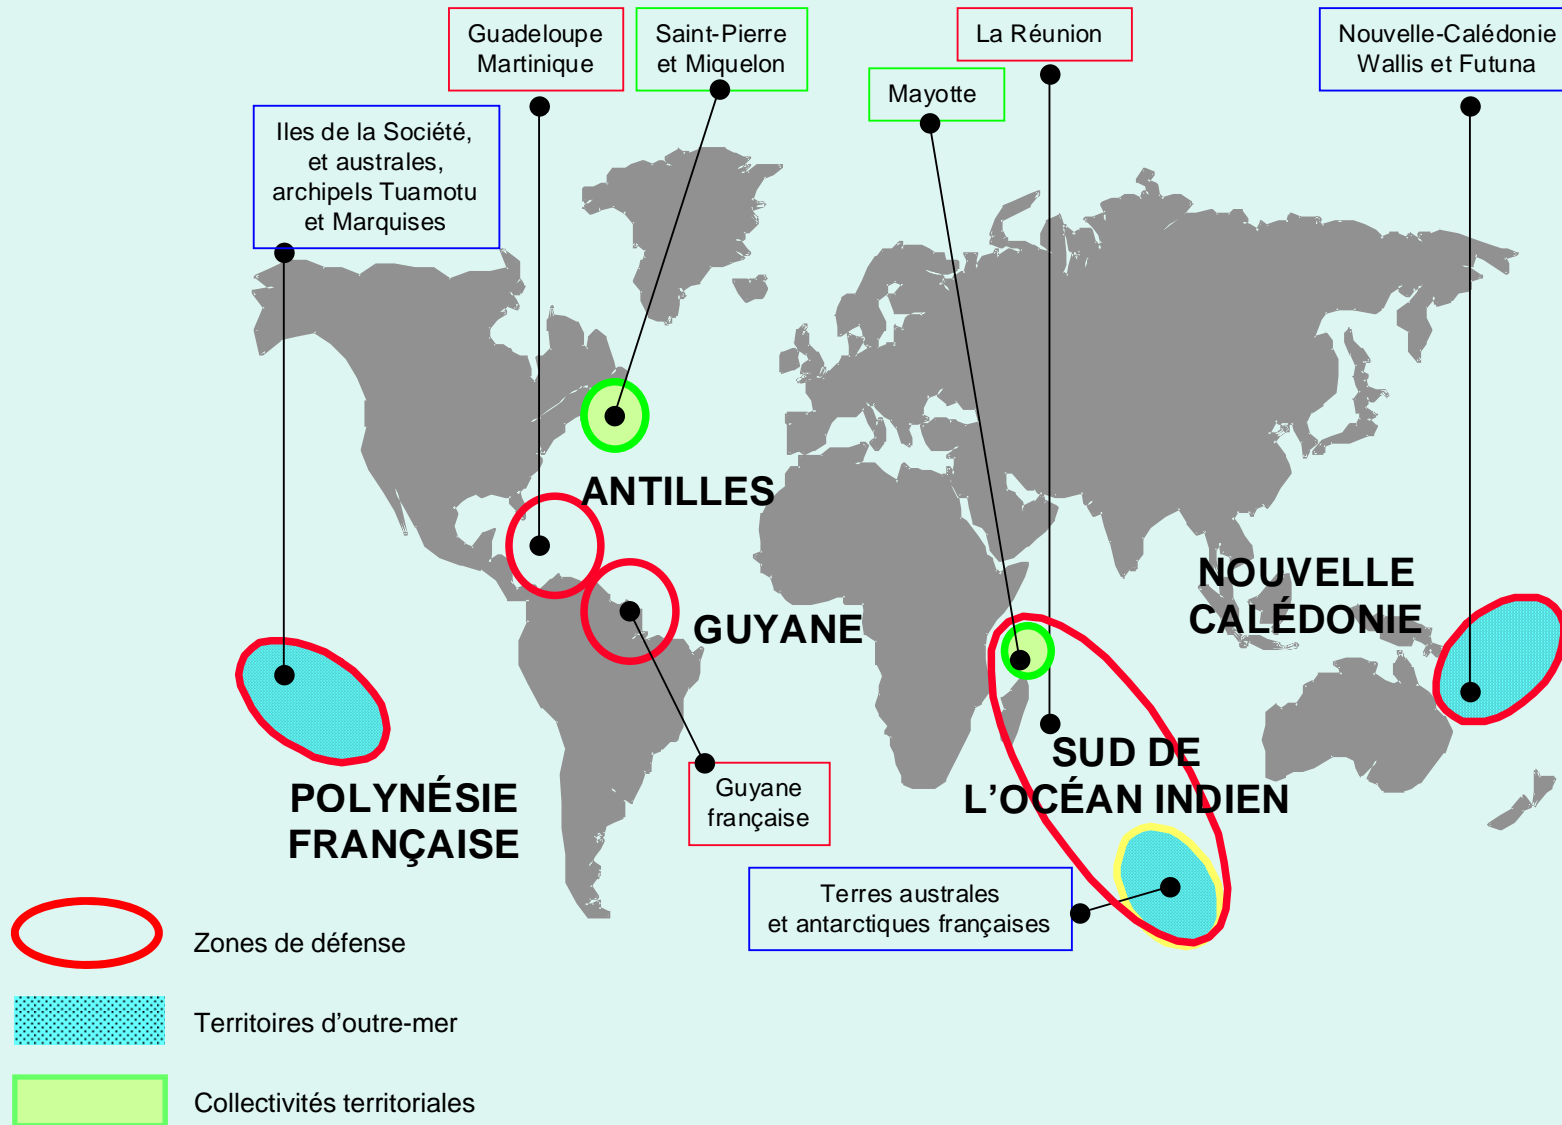 Guadeloupe
Martinique
Saint-Pierre
et Miquelon
La Réunion
Nouvelle-Calédonie
Wallis et Futuna
Mayotte
Iles de la Société,
et australes,
archipels Tuamotu
et Marquises
ANTILLES
NOUVELLE
CALÉDONIE
GUYANE
SUD DE
L'OCÉAN INDIEN
POLYNÉSIE
FRANÇAISE
Guyane
française
Terres australes
et antarctiques françaises
Zones de défense
Territoires d'outre-mer
Collectivités territoriales